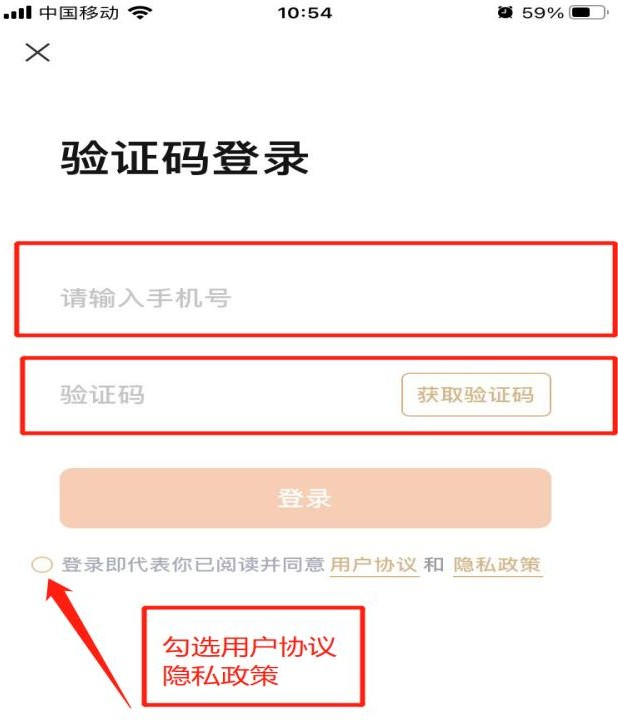 中国移动 10:54 59%
验证码登录
请输入手机号
验证码 获取验证码
登录
登录即代表你已阅读并同意 用户协议 和 隐私政策
勾选用户协议
隐私政策